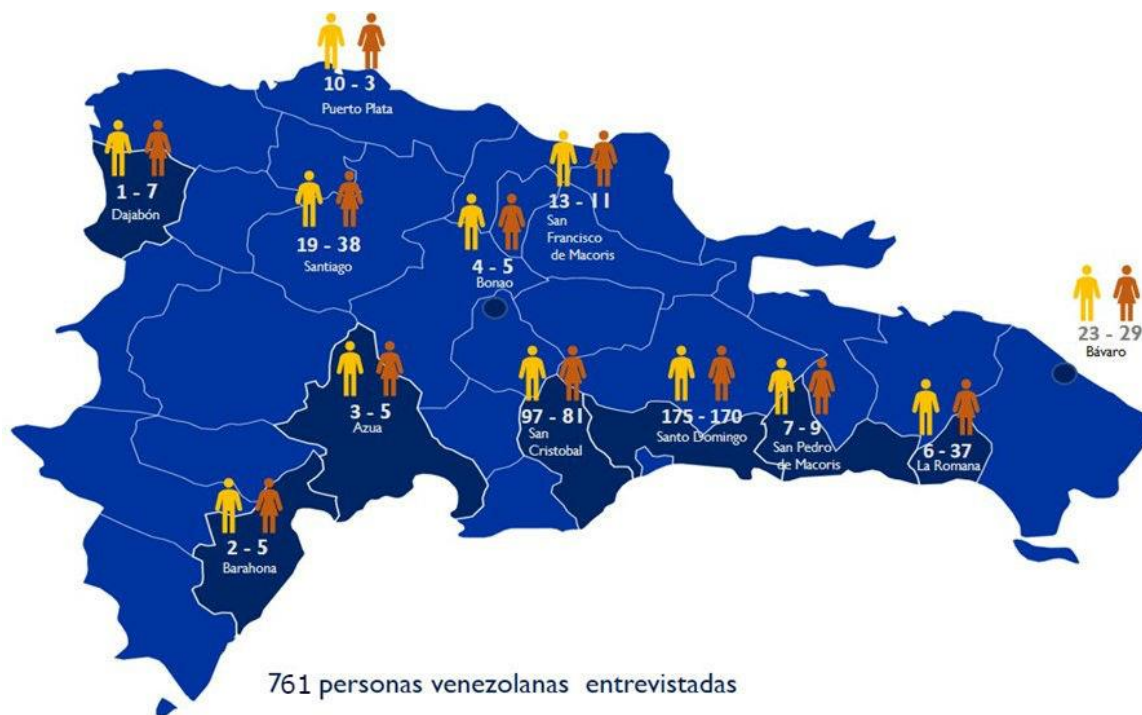 10 - 3
Puerto Plata
1 - 7
Dajabón
19 - 38
Santiago
13 - 11
San
Francisco
de Macoris
4 - 5
Bonao
23 - 29
Bávaro
3 - 5
Azua
97 - 81
San
Cristobal
175 - 170
Santo Domingo
7 - 9
San Pedro
de Macoris
6 - 37
La Romana
2 - 5
Barahona
761 personas venezolanas entrevistadas